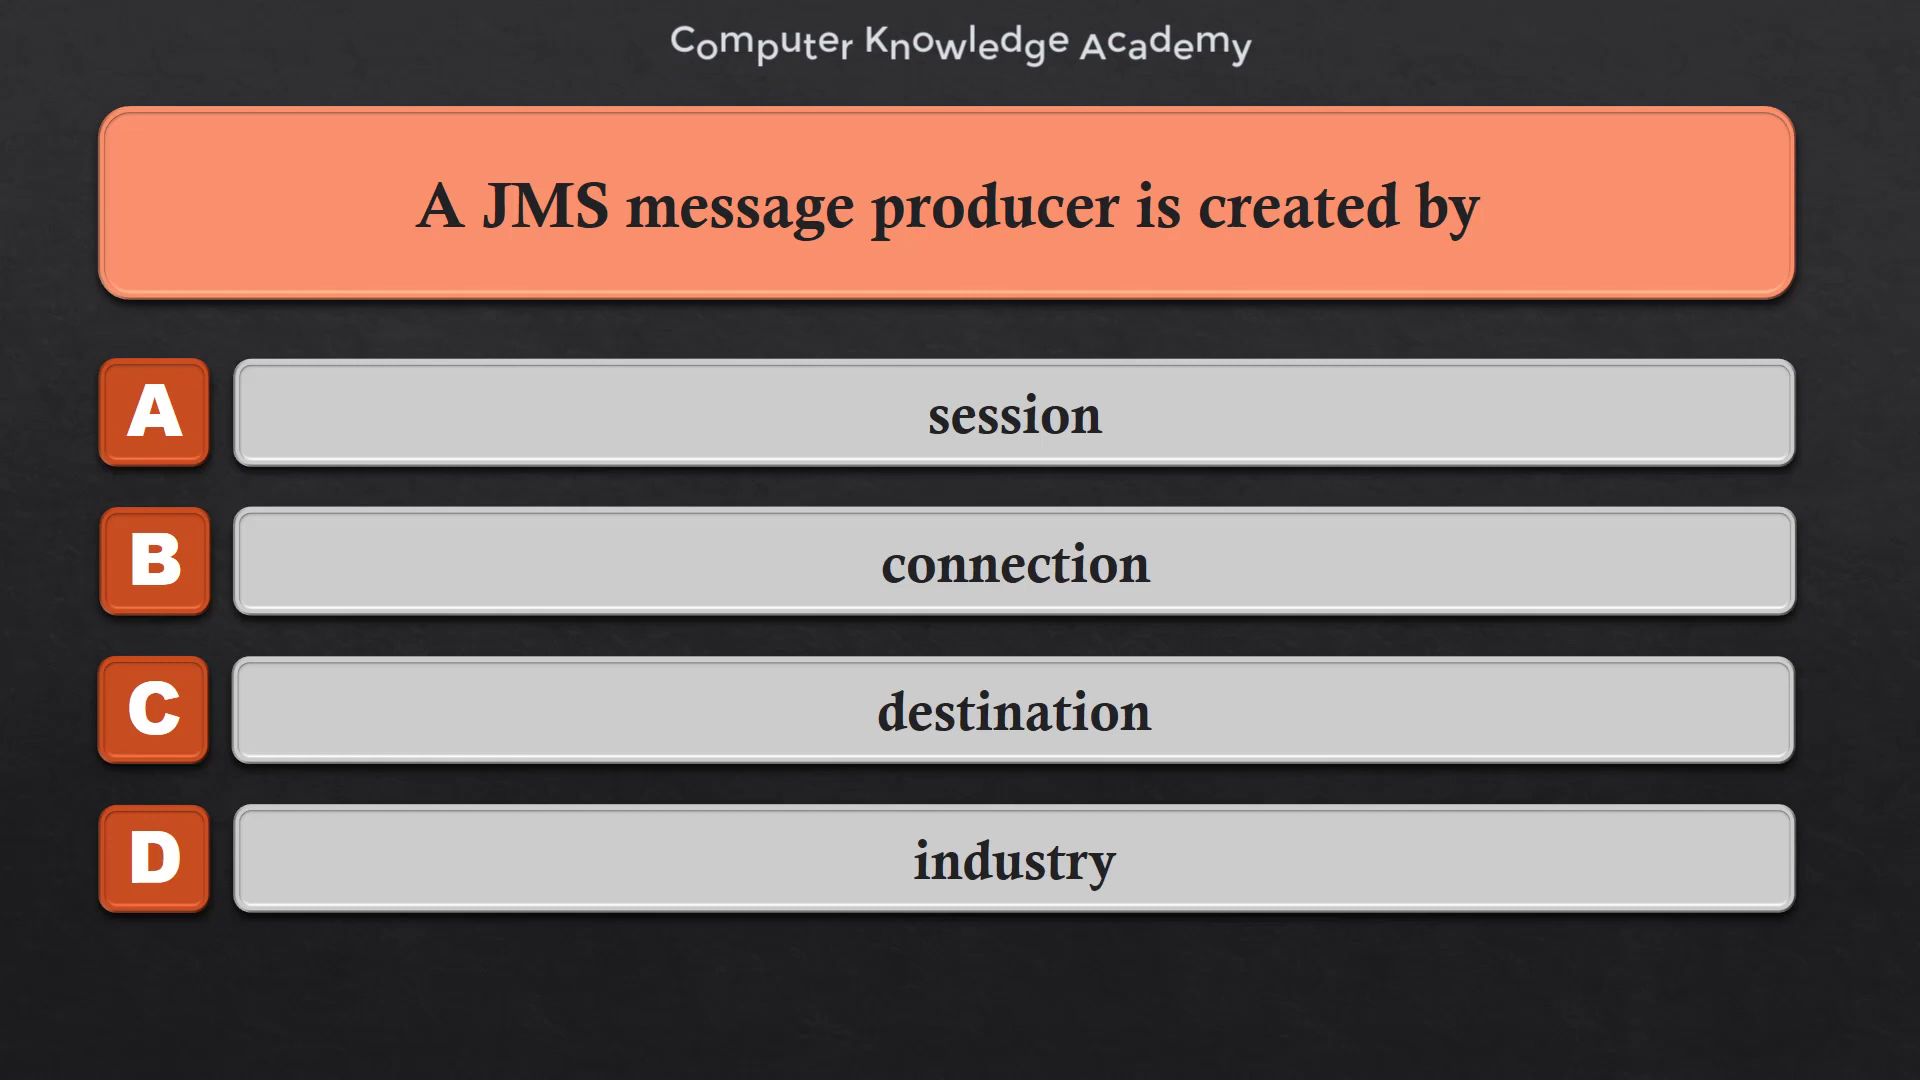 Computer Knowledge Academy
A JMS message producer is created by
A
session
B
connection
C
destination
D
industry